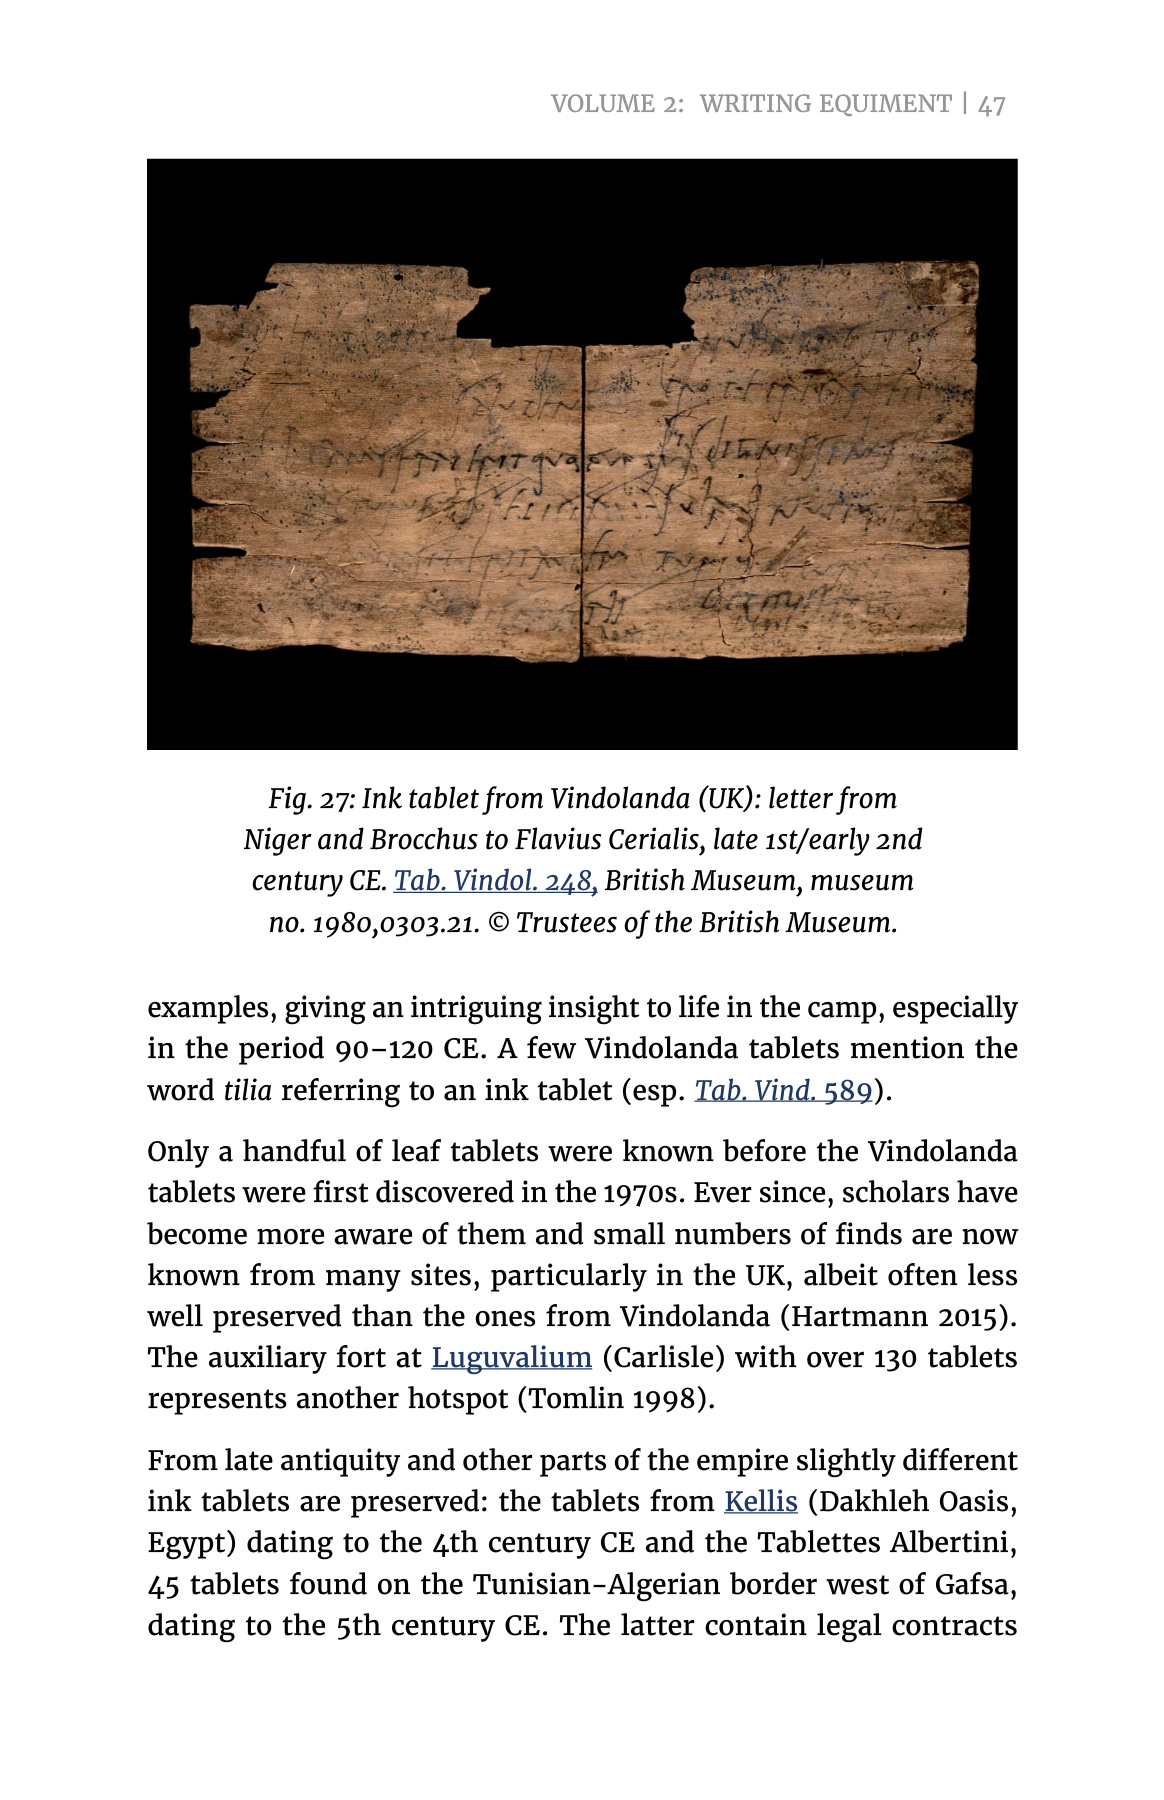 VOLUME 2: WRITING EQUIMENT | 47
Fig. 27: Ink tablet from Vindolanda (UK): letter from
Niger and Brocchus to Flavius Cerialis, late 1st/early 2nd
century CE. Tab. Vindol. 248, British Museum, museum
no. 1980,0303.21. © Trustees of the British Museum.
examples, giving an intriguing insight to life in the camp, especially
in the period 90–120 CE. A few Vindolanda tablets mention the
word tilia referring to an ink tablet (esp. Tab. Vind. 589).
Only a handful of leaf tablets were known before the Vindolanda
tablets were first discovered in the 1970s. Ever since, scholars have
become more aware of them and small numbers of finds are now
known from many sites, particularly in the UK, albeit often less
well preserved than the ones from Vindolanda (Hartmann 2015).
The auxiliary fort at Luguvalium (Carlisle) with over 130 tablets
represents another hotspot (Tomlin 1998).
From late antiquity and other parts of the empire slightly different
ink tablets are preserved: the tablets from Kellis (Dakhleh Oasis,
Egypt) dating to the 4th century CE and the Tablettes Albertini,
45 tablets found on the Tunisian–Algerian border west of Gafsa,
dating to the 5th century CE. The latter contain legal contracts